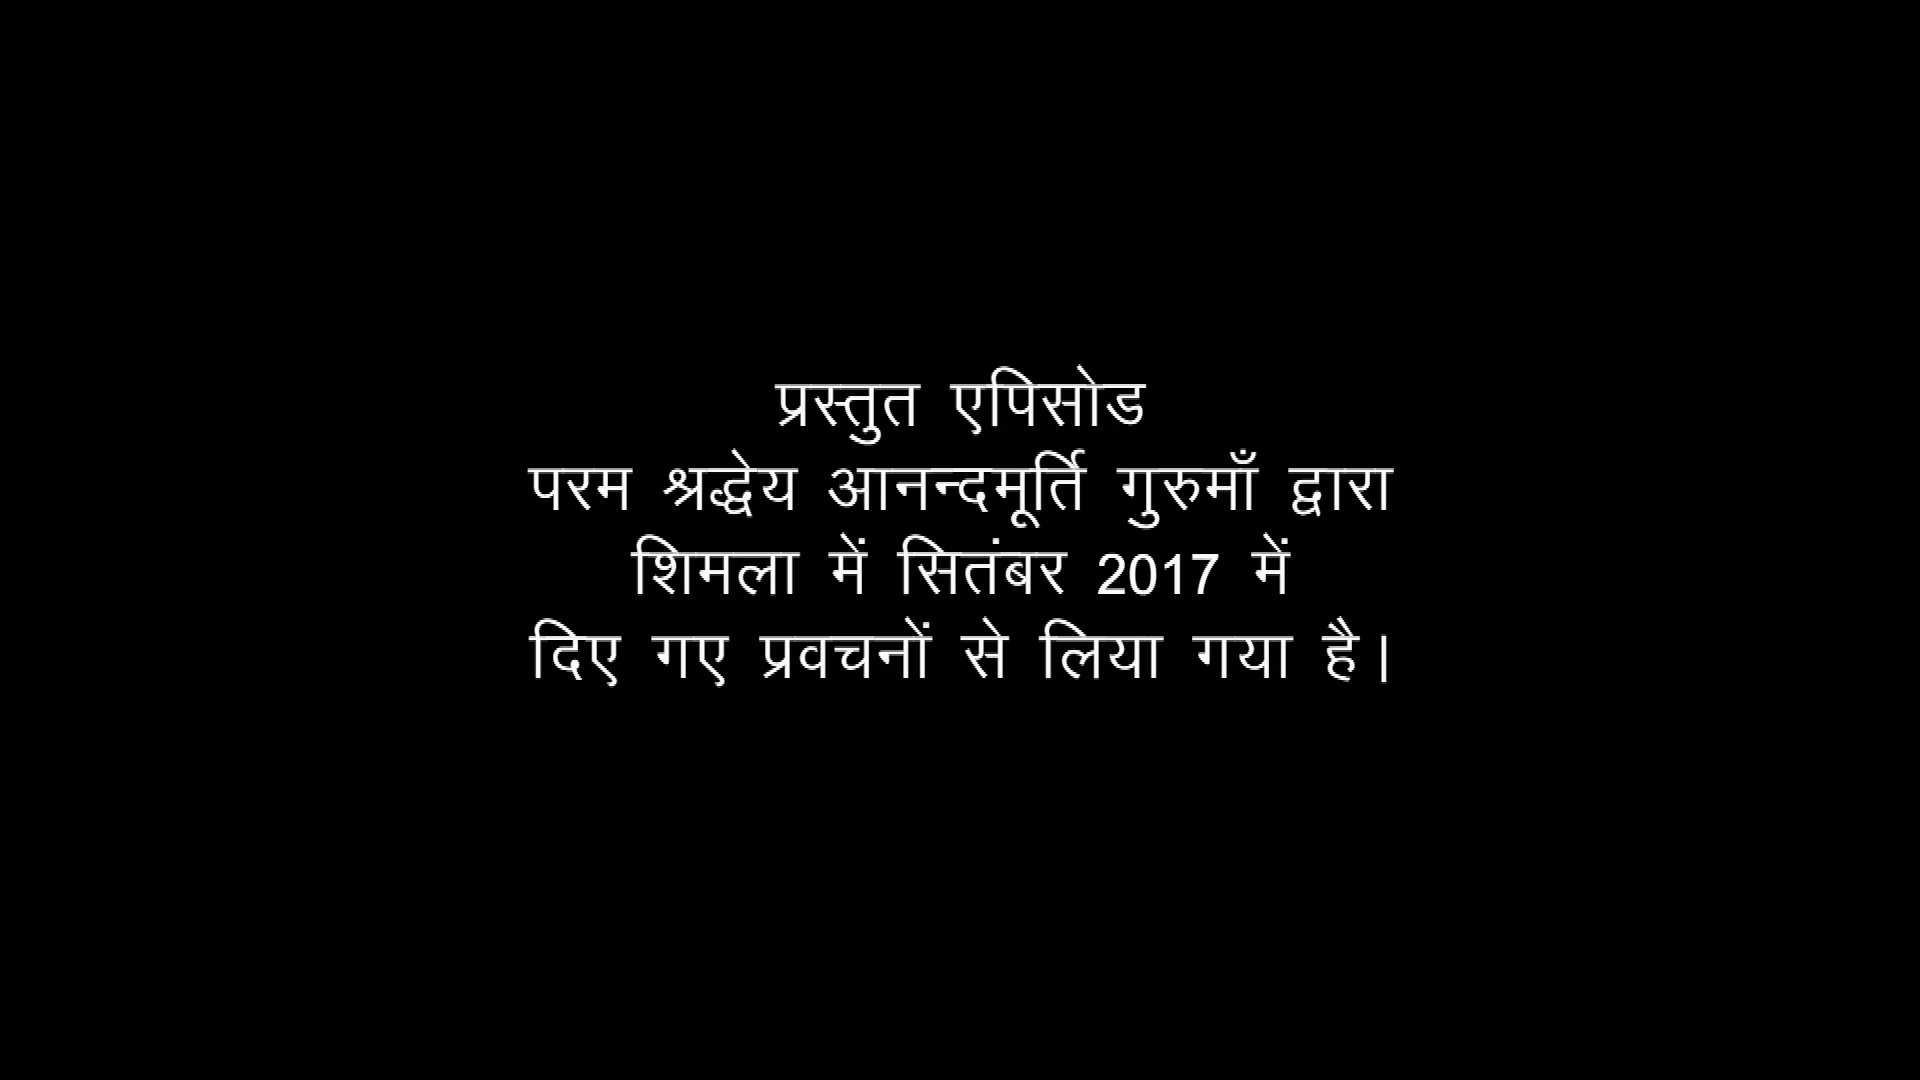 प्रस्तुत एपिसोड
परम श्रद्धेय आनन्दमूर्ति गुरुमाँ द्वारा
शिमला में सितंबर 2017 में
दिए गए प्रवचनों से लिया गया है।